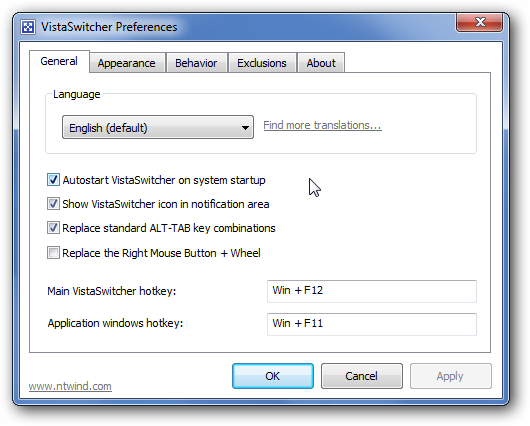 VistaSwitcher Preferences
General
Appearance
Behavior
Exclusions
About
Language
English (default)
Find more translations...
Autostart VistaSwitcher on system startup
Show VistaSwitcher icon in notification area
Replace standard ALT-TAB key combinations
Replace the Right Mouse Button + Wheel
Main VistaSwitcher hotkey:
Win + F12
Application windows hotkey:
Win + F11
www.ntwind.com
OK
Cancel
Apply